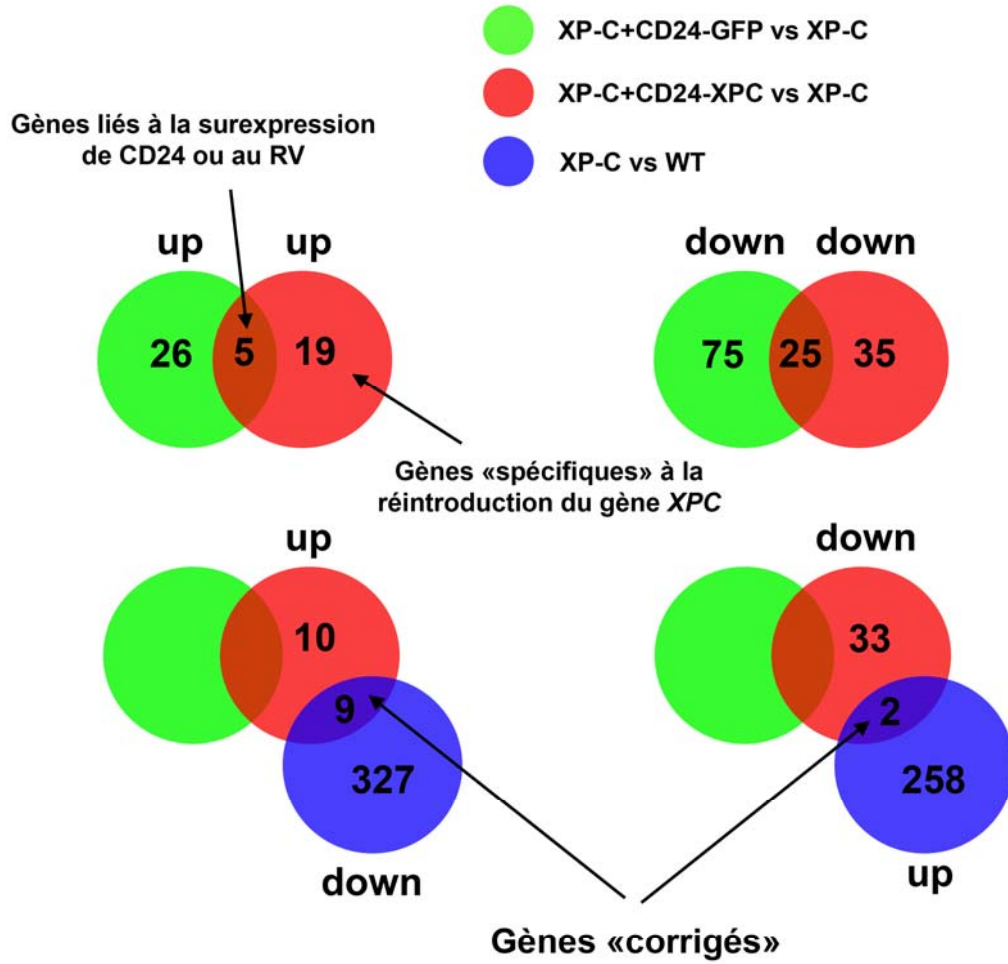 XP-C+CD24-GFP vs XP-C
XP-C+CD24-XPC vs XP-C
XP-C vs WT
Gènes liés à la surexpression
de CD24 ou au RV
up up
down down
26 5 19
75 25 35
Gènes «spécifiques» à la
réintroduction du gène XPC
up
down
10
33
9
2
327
258
down
up
Gènes «corrigés»